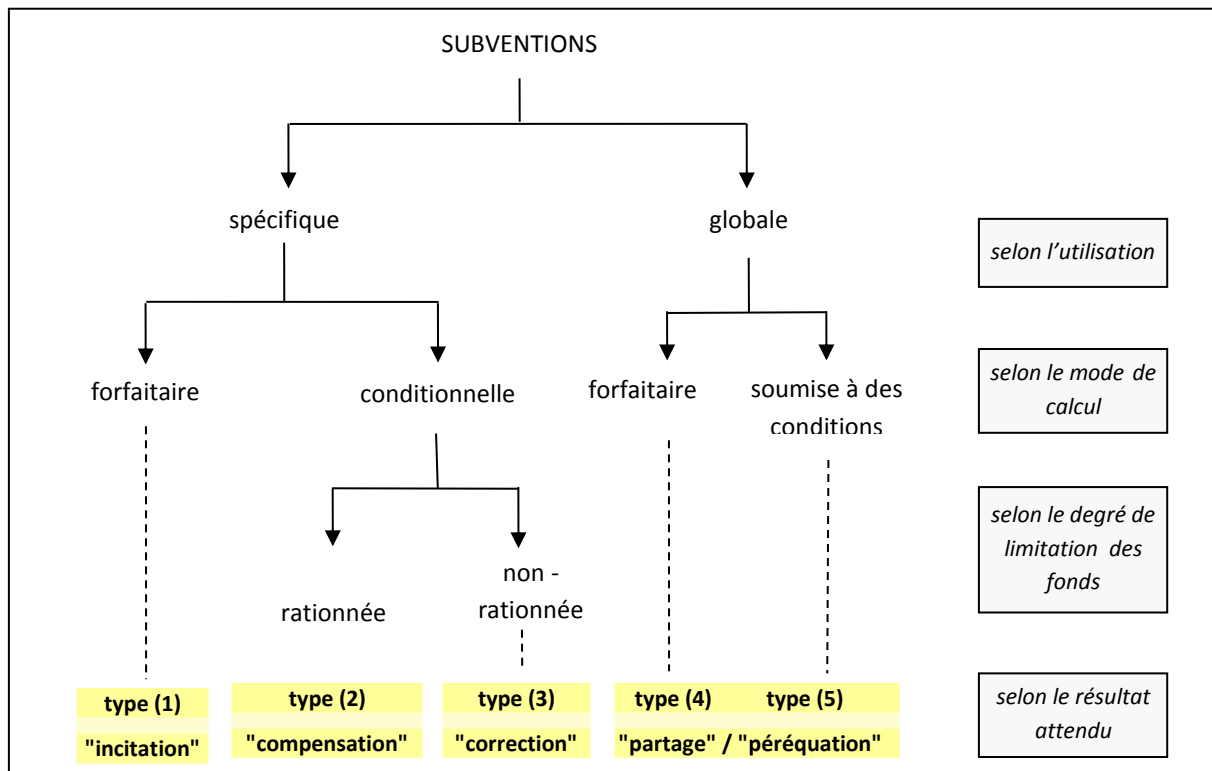 SUBVENTIONS
spécifique
globale
selon l'utilisation
forfaitaire
conditionnelle
forfaitaire
soumise à des
conditions
selon le mode de
calcul
rationnée
non -
rationnée
selon le degré de
limitation des
fonds
type (1)
"incitation"
type (2)
"compensation"
type (3)
"correction"
type (4) type (5)
"partage" / "péréquation"
selon le résultat
attendu